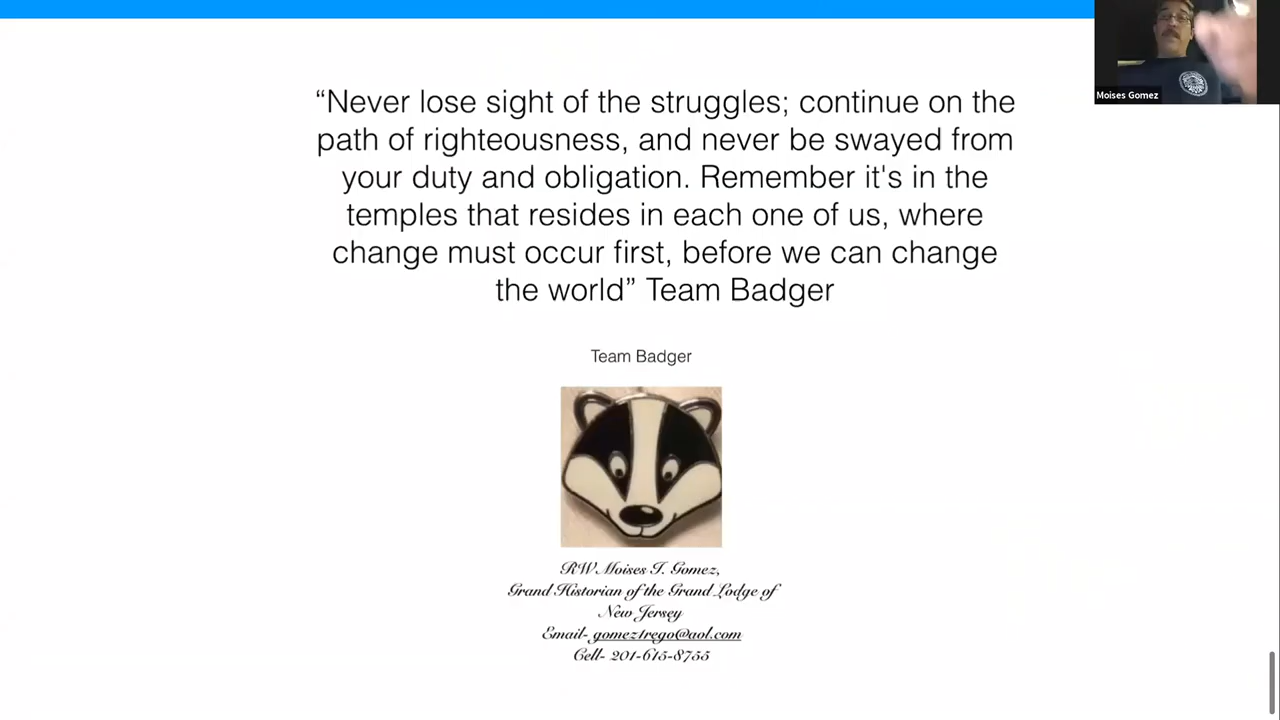 “Never lose sight of the struggles; continue on the
path of righteousness, and never be swayed from
your duty and obligation. Remember it's in the
temples that resides in each one of us, where
change must occur first, before we can change
the world” Team Badger
Team Badger
RW Moises I. Gomez,
Grand Historian of the Grand Lodge of
New Jersey
Email- gomez1rego@aol.com
Cell- 201-615-8755
Moises Gomez